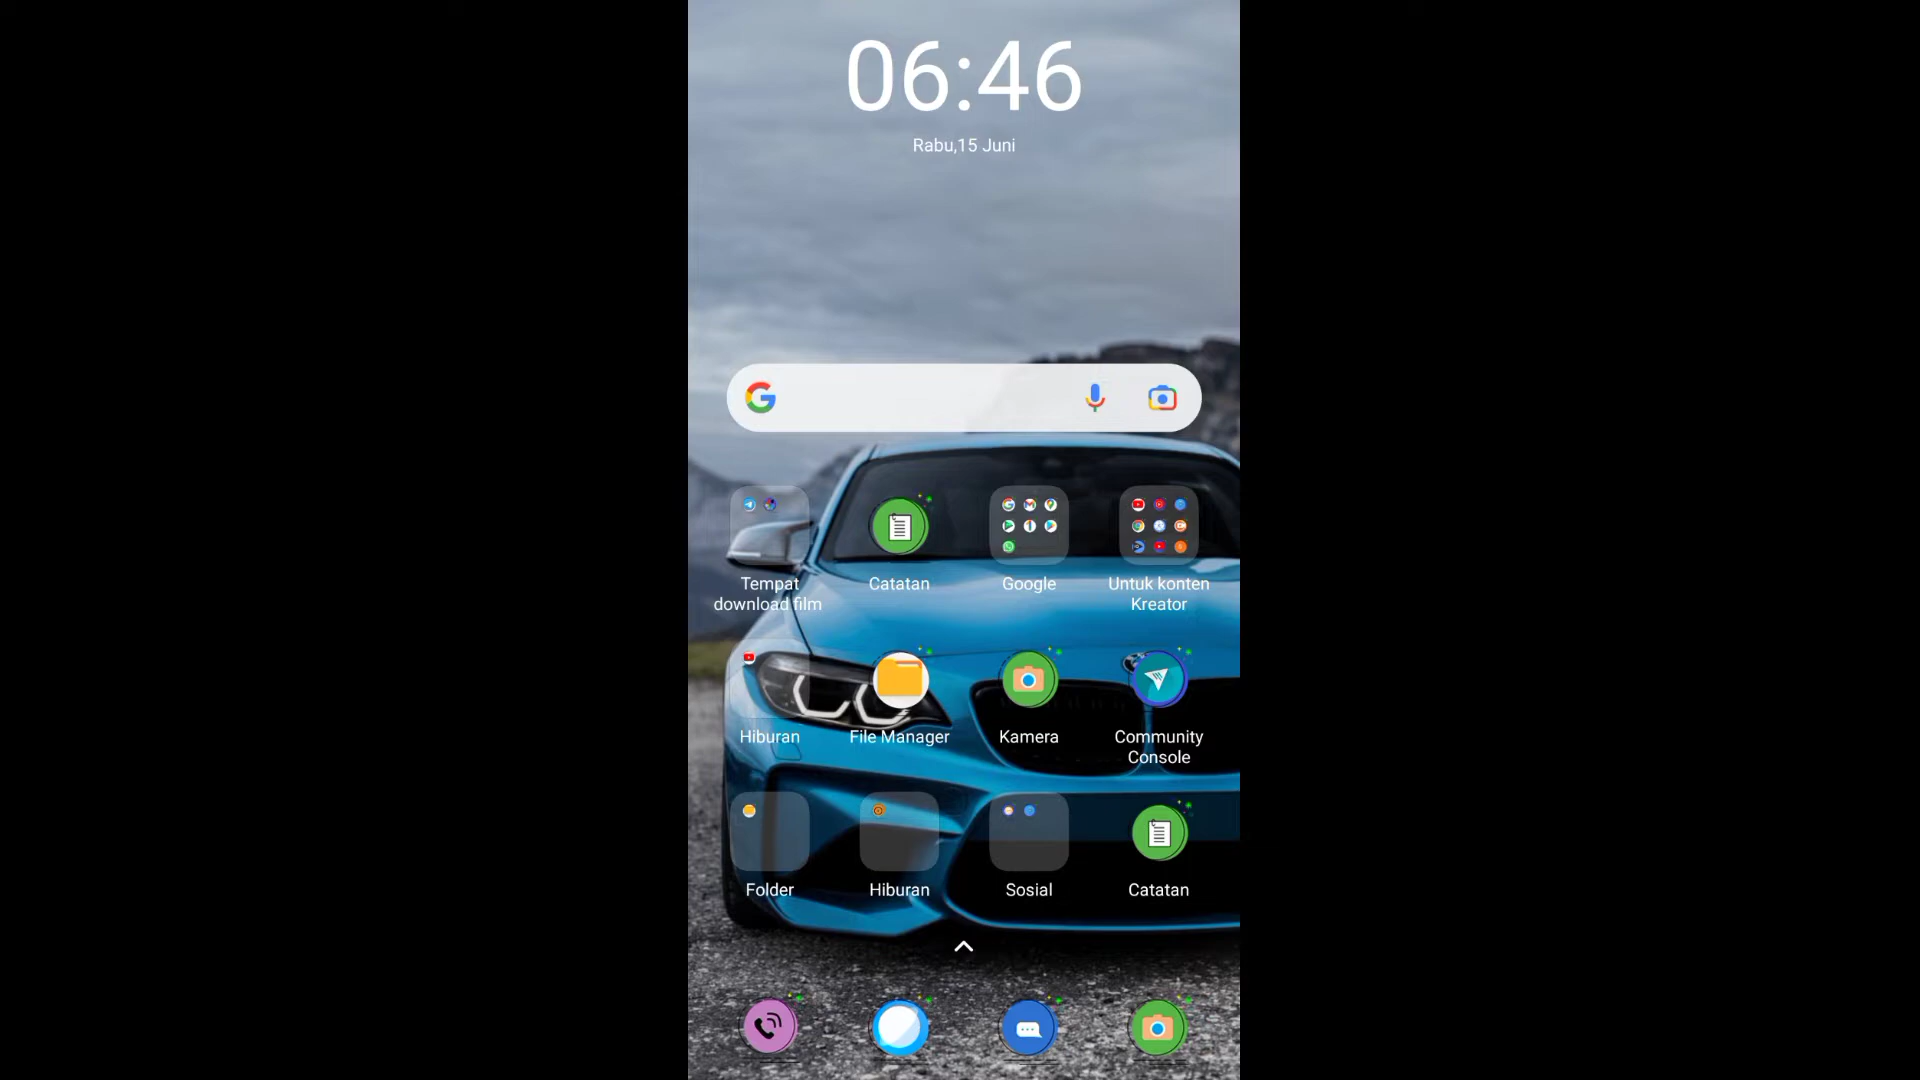 06:46
Rabu,15 Juni
Tempat
download film
Catatan
Google
Untuk konten
Kreator
Hiburan
File Manager
Kamera
Community
Console
Folder
Hiburan
Sosial
Catatan